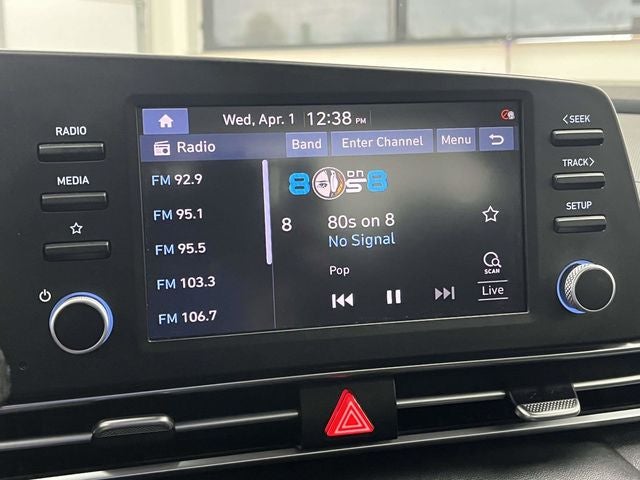 RADIO
MEDIA
Wed, Apr. 1 12:38 PM
Radio Band Enter Channel Menu
FM 92.9
FM 95.1
FM 95.5
FM 103.3
FM 106.7
8 on 8
8 80s on 8
No Signal
Pop
SCAN
Live
<SEEK
TRACK>
SETUP